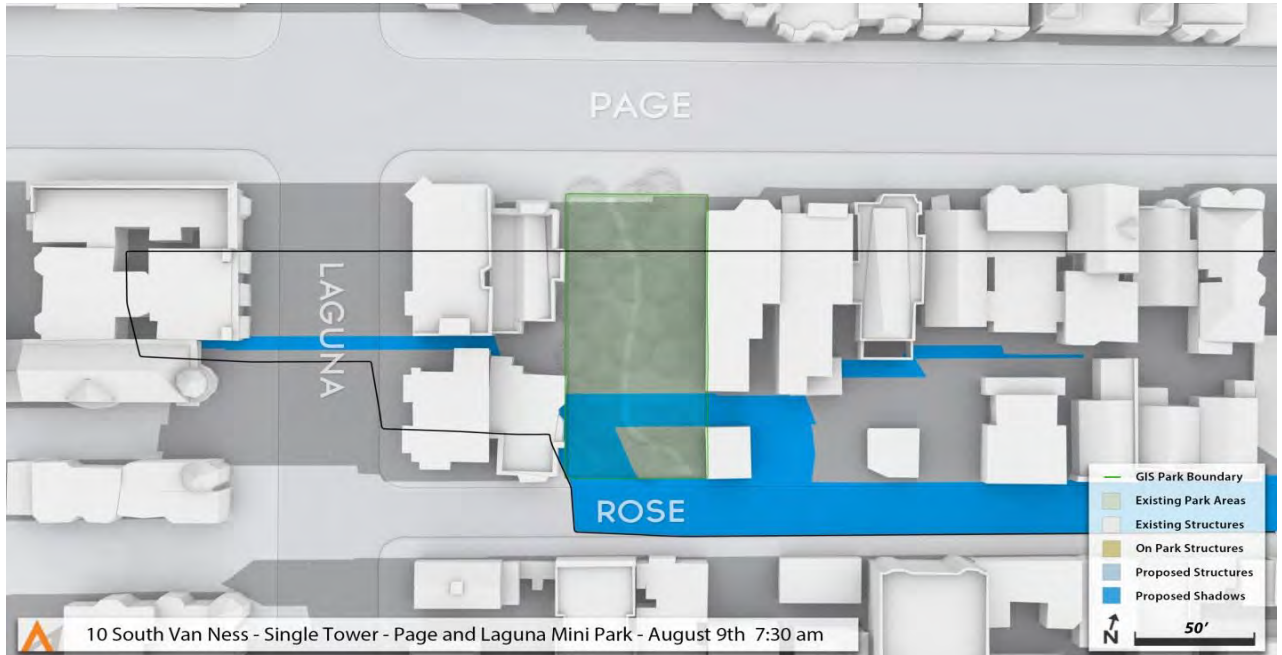 PAGE
LAGUNA
ROSE
GIS Park Boundary
Existing Park Areas
Existing Structures
On Park Structures
Proposed Structures
Proposed Shadows
N
50’
10 South Van Ness - Single Tower - Page and Laguna Mini Park - August 9th 7:30 am